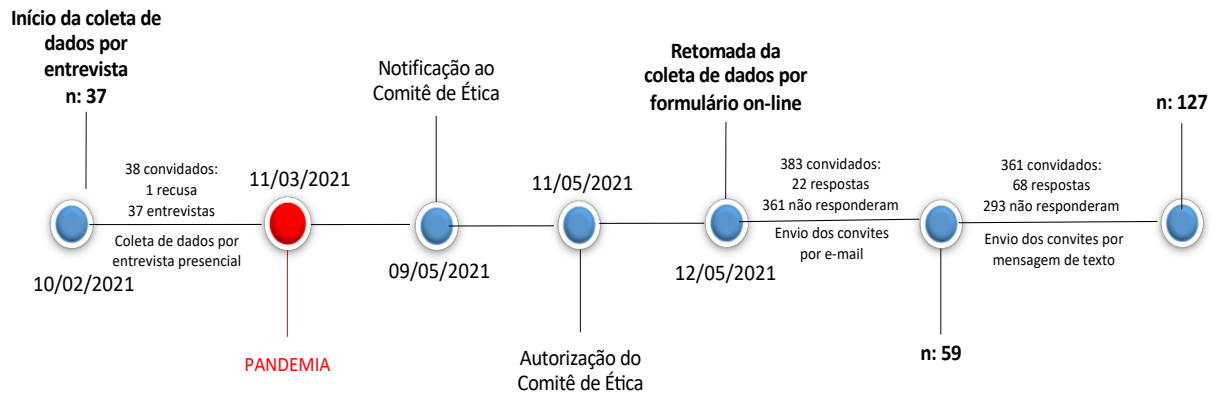 Início da coleta de
dados por
entrevista
n: 37
38 convidados:
1 recusa
37 entrevistas
Coleta de dados por
entrevista presencial
10/02/2021
11/03/2021
PANDEMIA
Notificação ao
Comitê de Ética
09/05/2021
11/05/2021
Autorização do
Comitê de Ética
Retomada da
coleta de dados por
formulário on-line
12/05/2021
383 convidados:
22 respostas
361 não responderam
Envio dos convites
por e-mail
n: 59
361 convidados:
68 respostas
293 não responderam
Envio dos convites por
mensagem de texto
n: 127